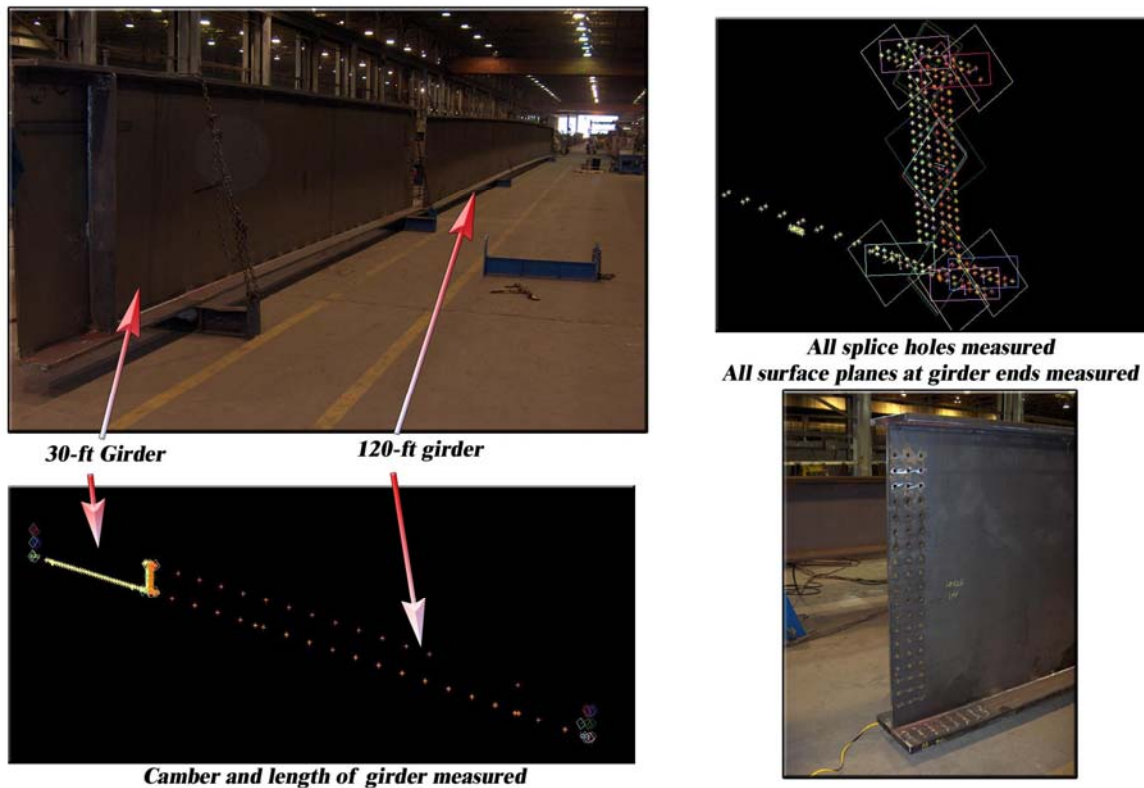 30-ft Girder
120-ft girder
All splice holes measured
All surface planes at girder ends measured
Camber and length of girder measured